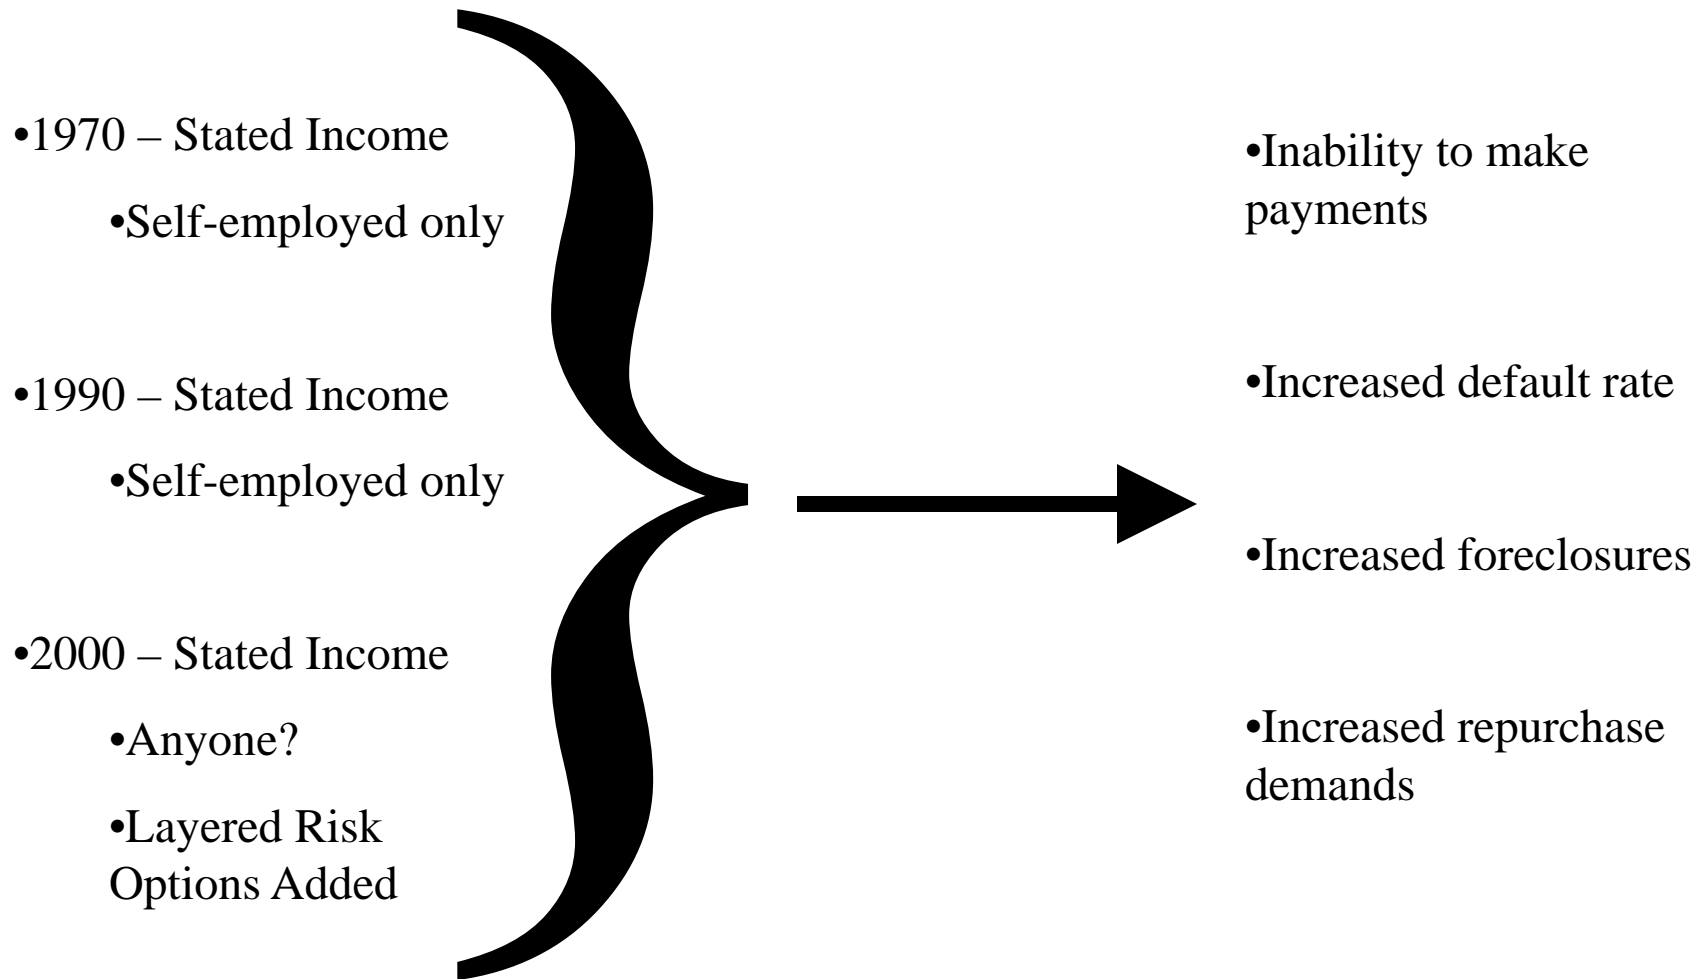 •1970 – Stated Income
•Self-employed only
•1990 – Stated Income
•Self-employed only
•2000 – Stated Income
•Anyone?
•Layered Risk
Options Added
•Inability to make
payments
•Increased default rate
•Increased foreclosures
•Increased repurchase
demands